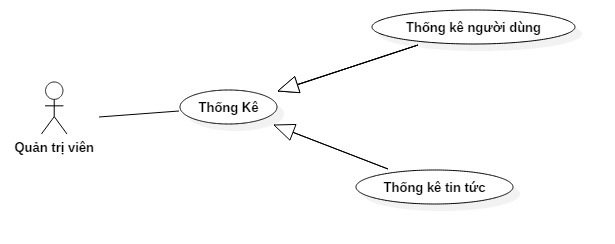 Thống kê người dùng
Thống Kê
Quản trị viên
Thống kê tin tức